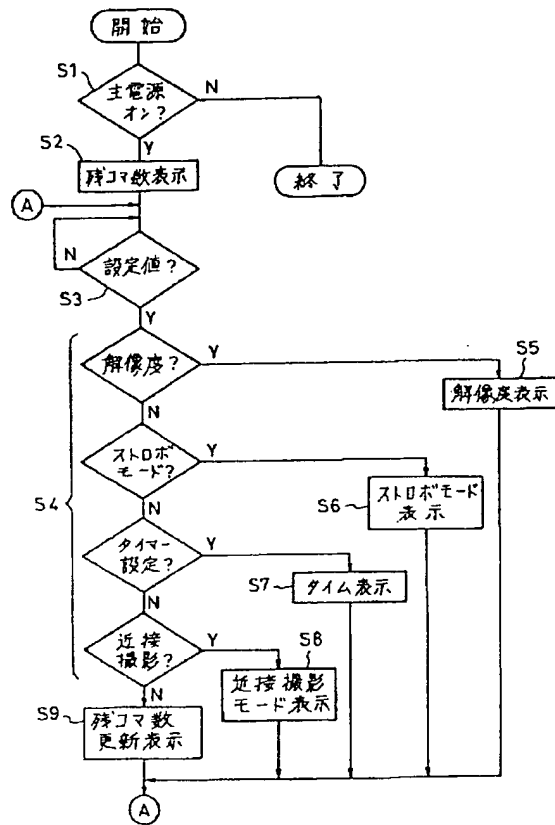 開始
S1
主電源
オン?
N
Y
S2
残コマ数表示
終了
A
N
設定値?
S3
Y
S4
解像度?
Y
S5
解像度表示
N
ストロボ
モード?
Y
S6
ストロボモード
表示
N
タイマー
設定?
Y
S7
タイム表示
N
近接
撮影?
Y
S8
近接撮影
モード表示
N
S9
残コマ数
更新表示
A